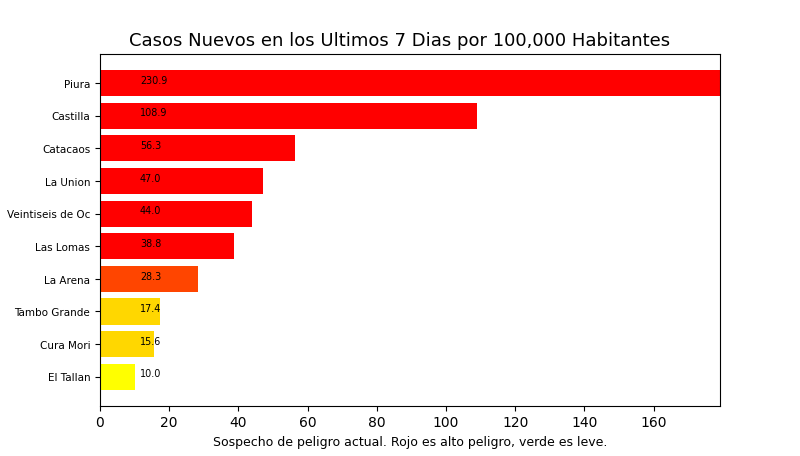 Casos Nuevos en los Ultimos 7 Dias por 100,000 Habitantes
Piura 230.9
Castilla 108.9
Catacaos 56.3
La Union 47.0
Veintiseis de Oc 44.0
Las Lomas 38.8
La Arena 28.3
Tambo Grande 17.4
Cura Mori 15.6
El Tallan 10.0
0 20 40 60 80 100 120 140 160
Sospecho de peligro actual. Rojo es alto peligro, verde es leve.